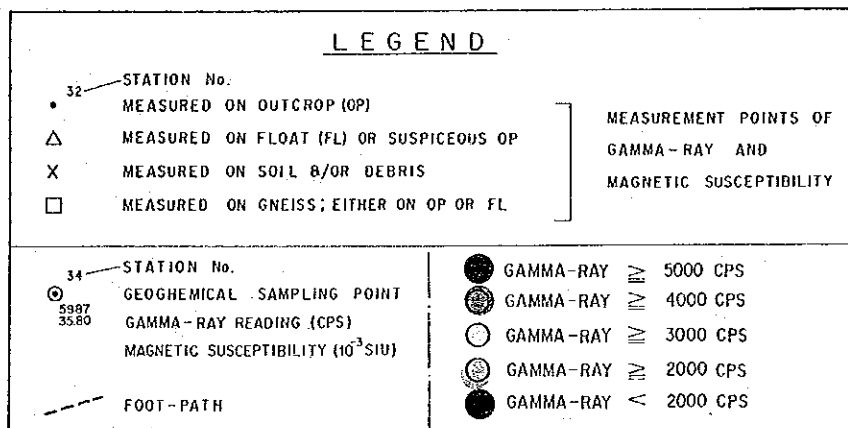 LEGEND
32
STATION No.
MEASURED ON OUTCROP (OP)
MEASURED ON FLOAT (FL) OR SUSPICEOUS OP
MEASURED ON SOIL &/OR DEBRIS
MEASURED ON GNEISS; EITHER ON OP OR FL
MEASUREMENT POINTS OF
GAMMA-RAY AND
MAGNETIC SUSCEPTIBILITY
34
STATION No.
GEOGHEMICAL SAMPLING POINT
5987
GAMMA-RAY READING (CPS)
35.80
MAGNETIC SUSCEPTIBILITY (10⁻³SIU)
FOOT-PATH
GAMMA-RAY ≧ 5000 CPS
GAMMA-RAY ≧ 4000 CPS
GAMMA-RAY ≧ 3000 CPS
GAMMA-RAY ≧ 2000 CPS
GAMMA-RAY < 2000 CPS